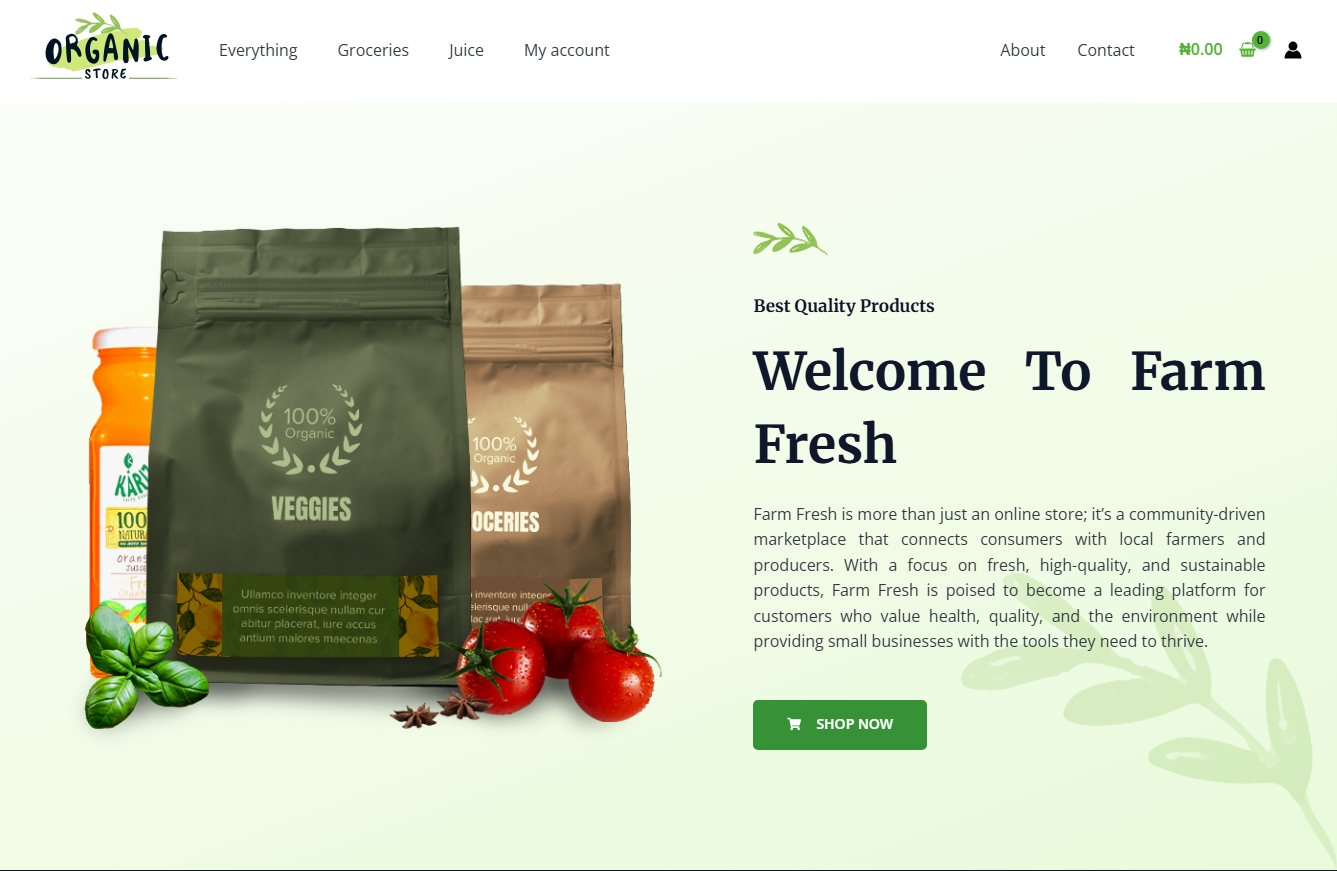 ORGANIC
STORE
Everything
Groceries
Juice
My account
About
Contact
₦0.00
0
100%
Organic
VEGGIES
Ullamco inventore integer
omnis scelerisque nullam cur
abitur placerat, iure accus
antium maiores maecenas
100%
Organic
100
Best Quality Products
Welcome To Farm
Fresh
Farm Fresh is more than just an online store; it’s a community-driven
marketplace that connects consumers with local farmers and
producers. With a focus on fresh, high-quality, and sustainable
products, Farm Fresh is poised to become a leading platform for
customers who value health, quality, and the environment while
providing small businesses with the tools they need to thrive.
SHOP NOW